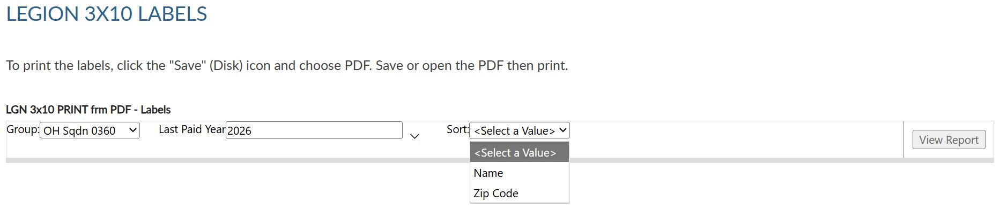 LEGION 3X10 LABELS
To print the labels, click the "Save" (Disk) icon and choose PDF. Save or open the PDF then print.
LGN 3x10 PRINT frm PDF - Labels
Group: OH Sqdn 0360 Last Paid Year 2026 Sort: <Select a Value>
View Report
<Select a Value>
Name
Zip Code